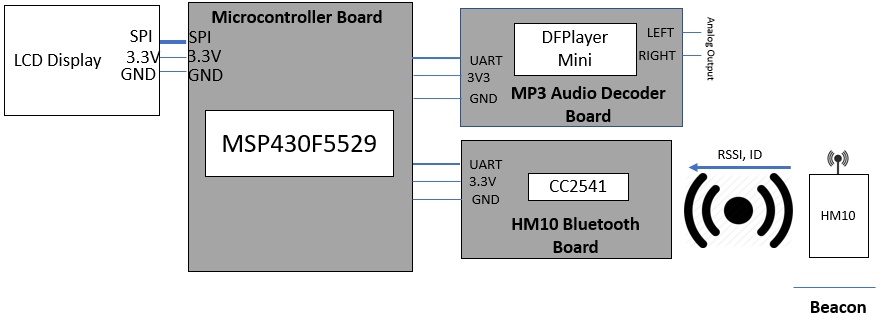 Microcontroller Board
LCD Display
SPI
3.3V
GND
SPI
3.3V
GND
MSP430F5529
UART
3V3
GND
DFPlayer
Mini
LEFT
RIGHT
MP3 Audio Decoder
Board
Analog Output
UART
3.3V
GND
CC2541
HM10 Bluetooth
Board
RSSI, ID
HM10
Beacon